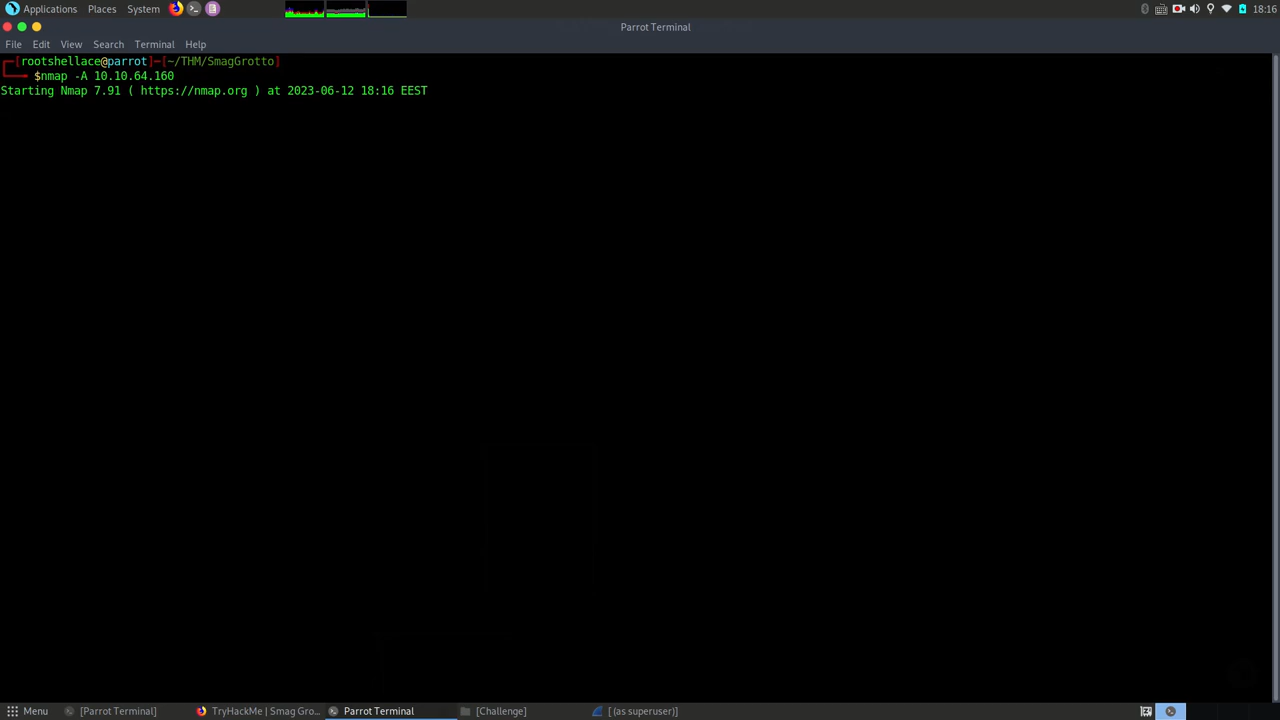 Applications Places System 18:16
Parrot Terminal
File Edit View Search Terminal Help
┌─[rootshellace@parrot]─[~/THM/SmagGrotto]
└──╼ $nmap -A 10.10.64.160
Starting Nmap 7.91 ( https://nmap.org ) at 2023-06-12 18:16 EEST
Menu [Parrot Terminal] TryHackMe | Smag Gro... Parrot Terminal [Challenge] [ (as superuser)]